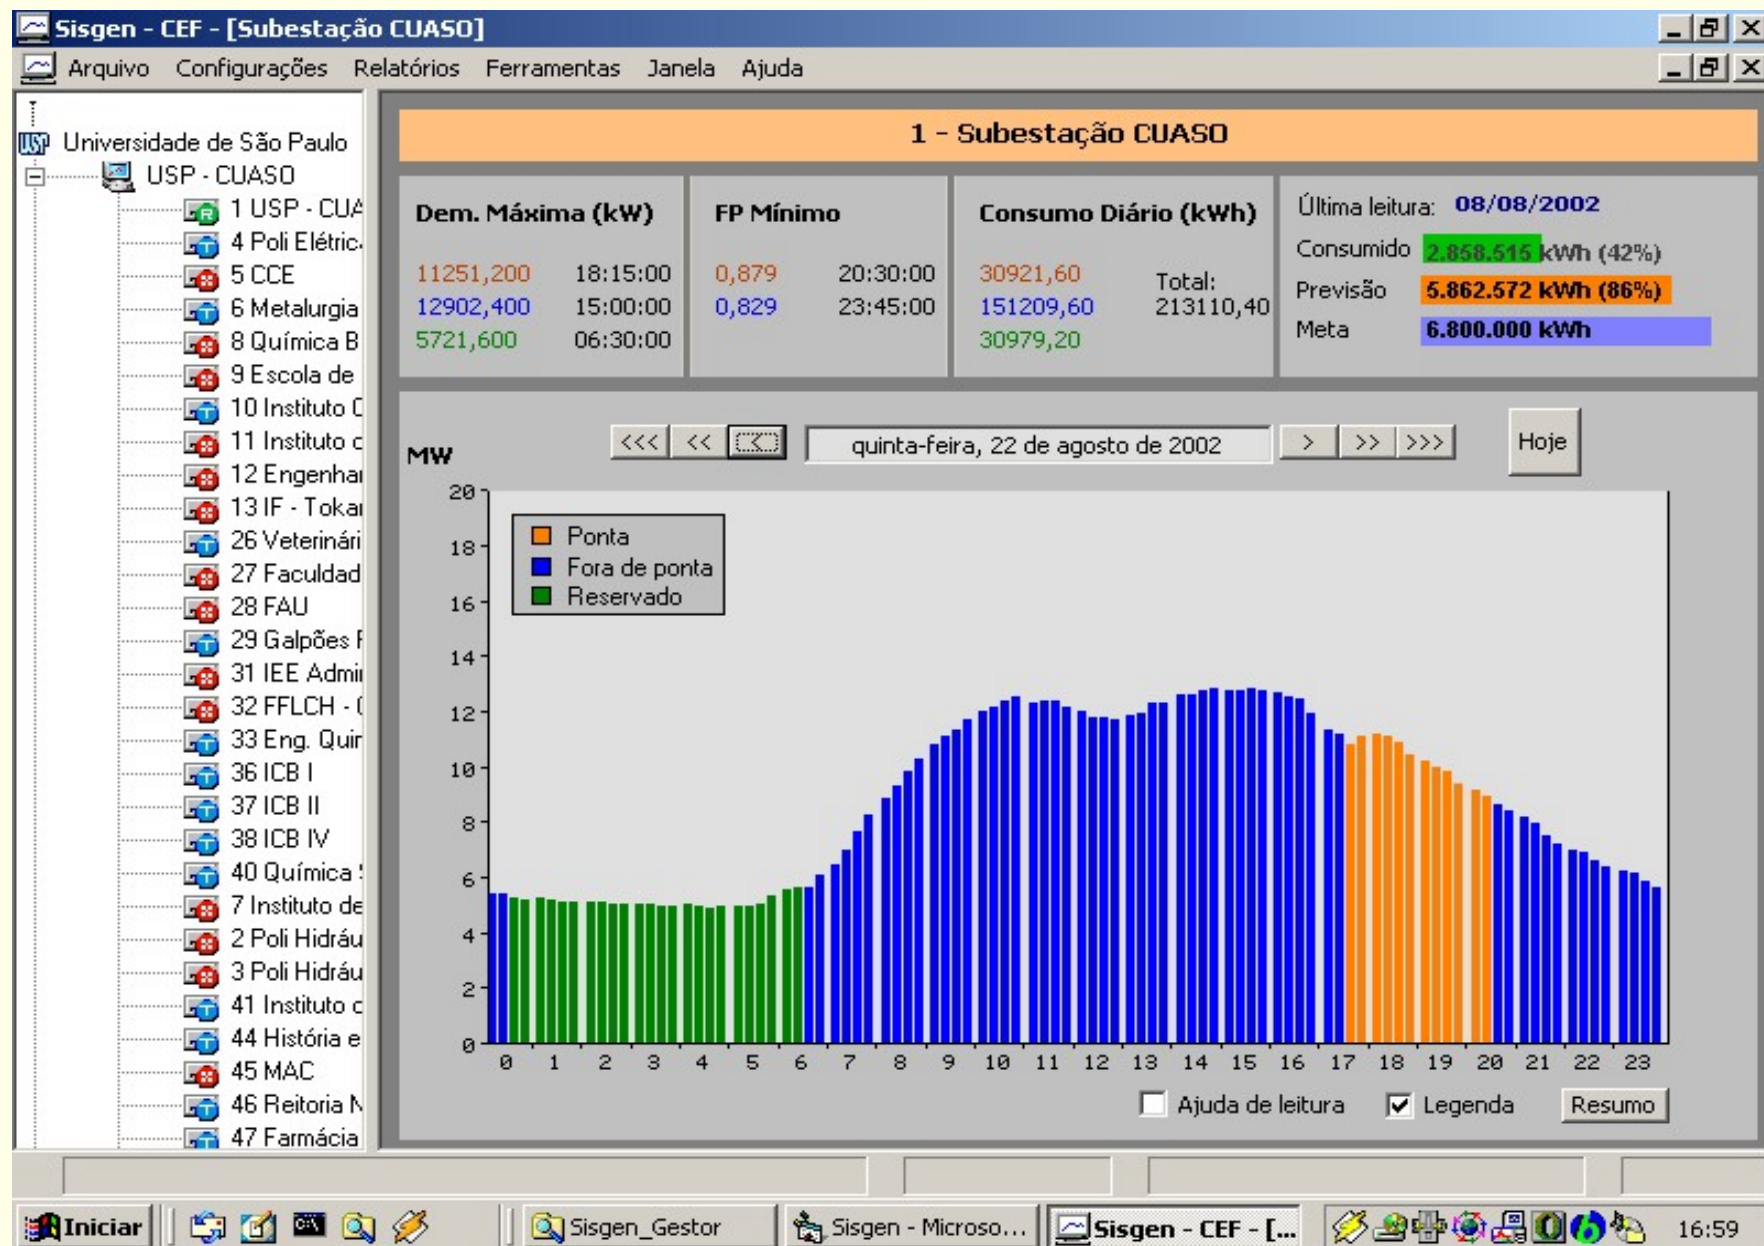 Sisgen - CEF - [Subestação CUASO]
Arquivo Configurações Relatórios Ferramentas Janela Ajuda
USP Universidade de São Paulo
USP - CUASO
1 USP - CUA
4 Poli Elétric
5 CCE
6 Metalurgia
8 Química B
9 Escola de
10 Instituto O
11 Instituto
12 Engenhar
13 IF - Tokar
26 Veterinári
27 Faculdad
28 FAU
29 Galpões
31 IEE Admi
32 FFLCH -
33 Eng. Quir
36 ICB I
37 ICB II
38 ICB IV
40 Química
7 Instituto de
2 Poli Hidráu
3 Poli Hidráu
41 Instituto
44 História e
45 MAC
46 Reitoria
47 Farmácia
1 - Subestação CUASO
Dem. Máxima (kW)
11251,200 18:15:00
12902,400 15:00:00
5721,600 06:30:00
FP Mínimo
0,879 20:30:00
0,829 23:45:00
Consumo Diário (kWh)
30921,60
151209,60
30979,20
Total:
213110,40
Última leitura: 08/08/2002
Consumido 2.858.515 kWh (42%)
Previsão 5.862.572 kWh (86%)
Meta 6.800.000 kWh
<<< << < quinta-feira, 22 de agosto de 2002 > >> >>> Hoje
MW
20
18
16
14
12
10
8
6
4
2
0
Ponta
Fora de ponta
Reservado
0 1 2 3 4 5 6 7 8 9 10 11 12 13 14 15 16 17 18 19 20 21 22 23
Ajuda de leitura Legenda Resumo
Iniciar Sisgen_Gestor Sisgen - Microso... Sisgen - CEF - [... 16:59